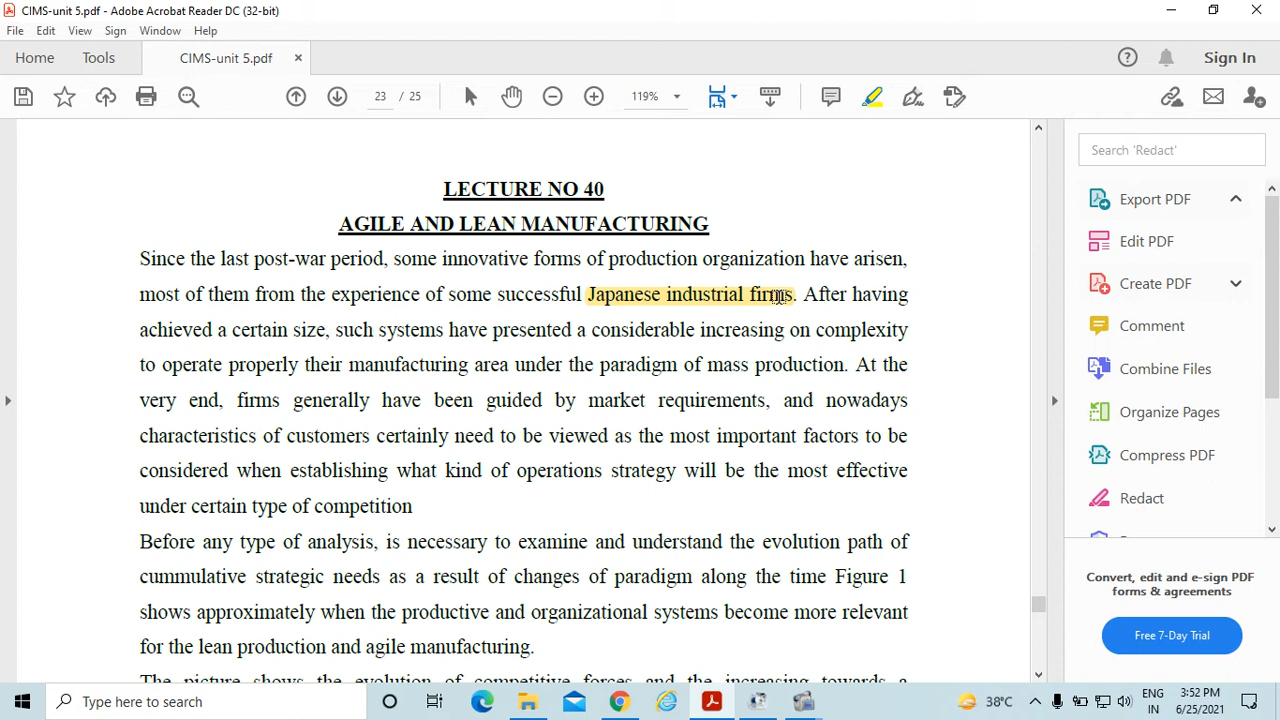 CIMS-unit 5.pdf - Adobe Acrobat Reader DC (32-bit)
File Edit View Sign Window Help
Home Tools CIMS-unit 5.pdf Sign In
23 / 25 119%
Search 'Redact'
Export PDF
Edit PDF
Create PDF
Comment
Combine Files
Organize Pages
Compress PDF
Redact
Convert, edit and e-sign PDF
forms & agreements
Free 7-Day Trial
LECTURE NO 40
AGILE AND LEAN MANUFACTURING
Since the last post-war period, some innovative forms of production organization have arisen,
most of them from the experience of some successful Japanese industrial firms. After having
achieved a certain size, such systems have presented a considerable increasing on complexity
to operate properly their manufacturing area under the paradigm of mass production. At the
very end, firms generally have been guided by market requirements, and nowadays
characteristics of customers certainly need to be viewed as the most important factors to be
considered when establishing what kind of operations strategy will be the most effective
under certain type of competition
Before any type of analysis, is necessary to examine and understand the evolution path of
cummulative strategic needs as a result of changes of paradigm along the time Figure 1
shows approximately when the productive and organizational systems become more relevant
for the lean production and agile manufacturing.
The picture shows the evolution of competitive forces and the increasing towards a
Type here to search
38°C
ENG
IN
3:52 PM
6/25/2021